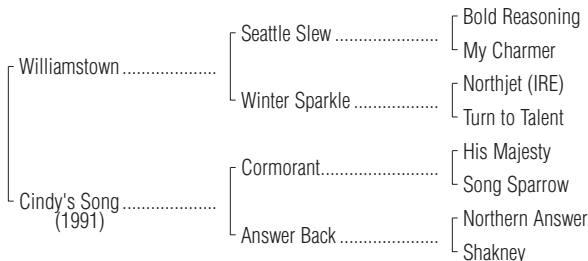 Bold Reasoning
Seattle Slew ....................
My Charmer
Williamstown ..................
Northjet (IRE)
Winter Sparkle ...................
Turn to Talent
His Majesty
Cormorant.......................
Song Sparrow
Cindy's Song ..................
(1991)
Northern Answer
Answer Back ...................
Shakney